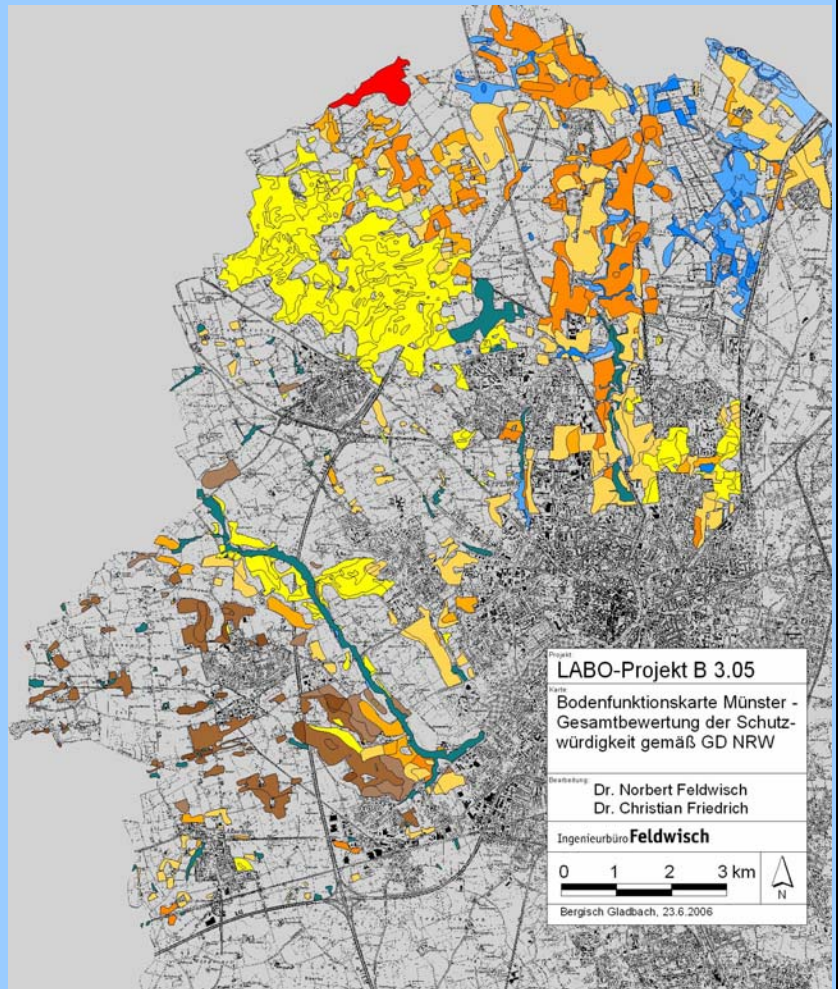 Projekt
LABO-Projekt B 3.05
Karte
Bodenfunktionskarte Münster -
Gesamtbewertung der Schutz-
würdigkeit gemäß GD NRW
Bearbeitung:
Dr. Norbert Feldwisch
Dr. Christian Friedrich
Ingenieurbüro Feldwisch
0 1 2 3 km
N
Bergisch Gladbach, 23.6.2006